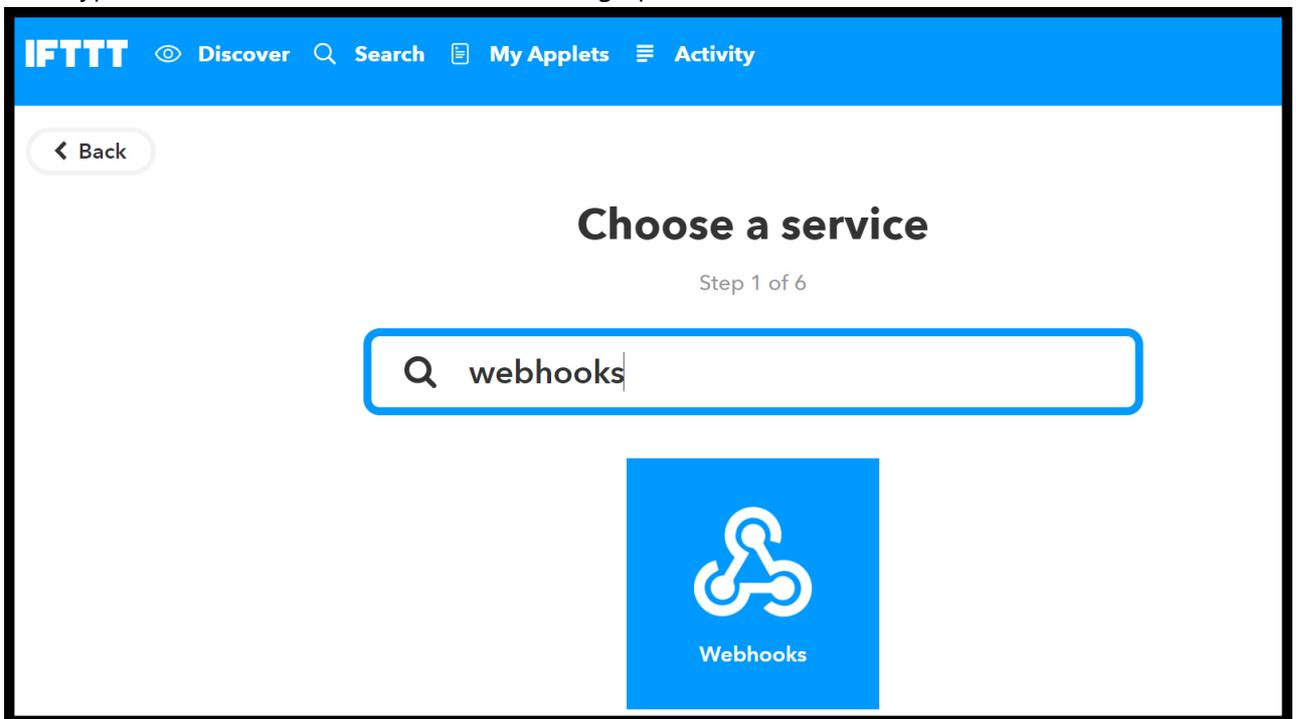 IFTTT Discover Search My Applets Activity
Back
Choose a service
Step 1 of 6
webhooks
Webhooks